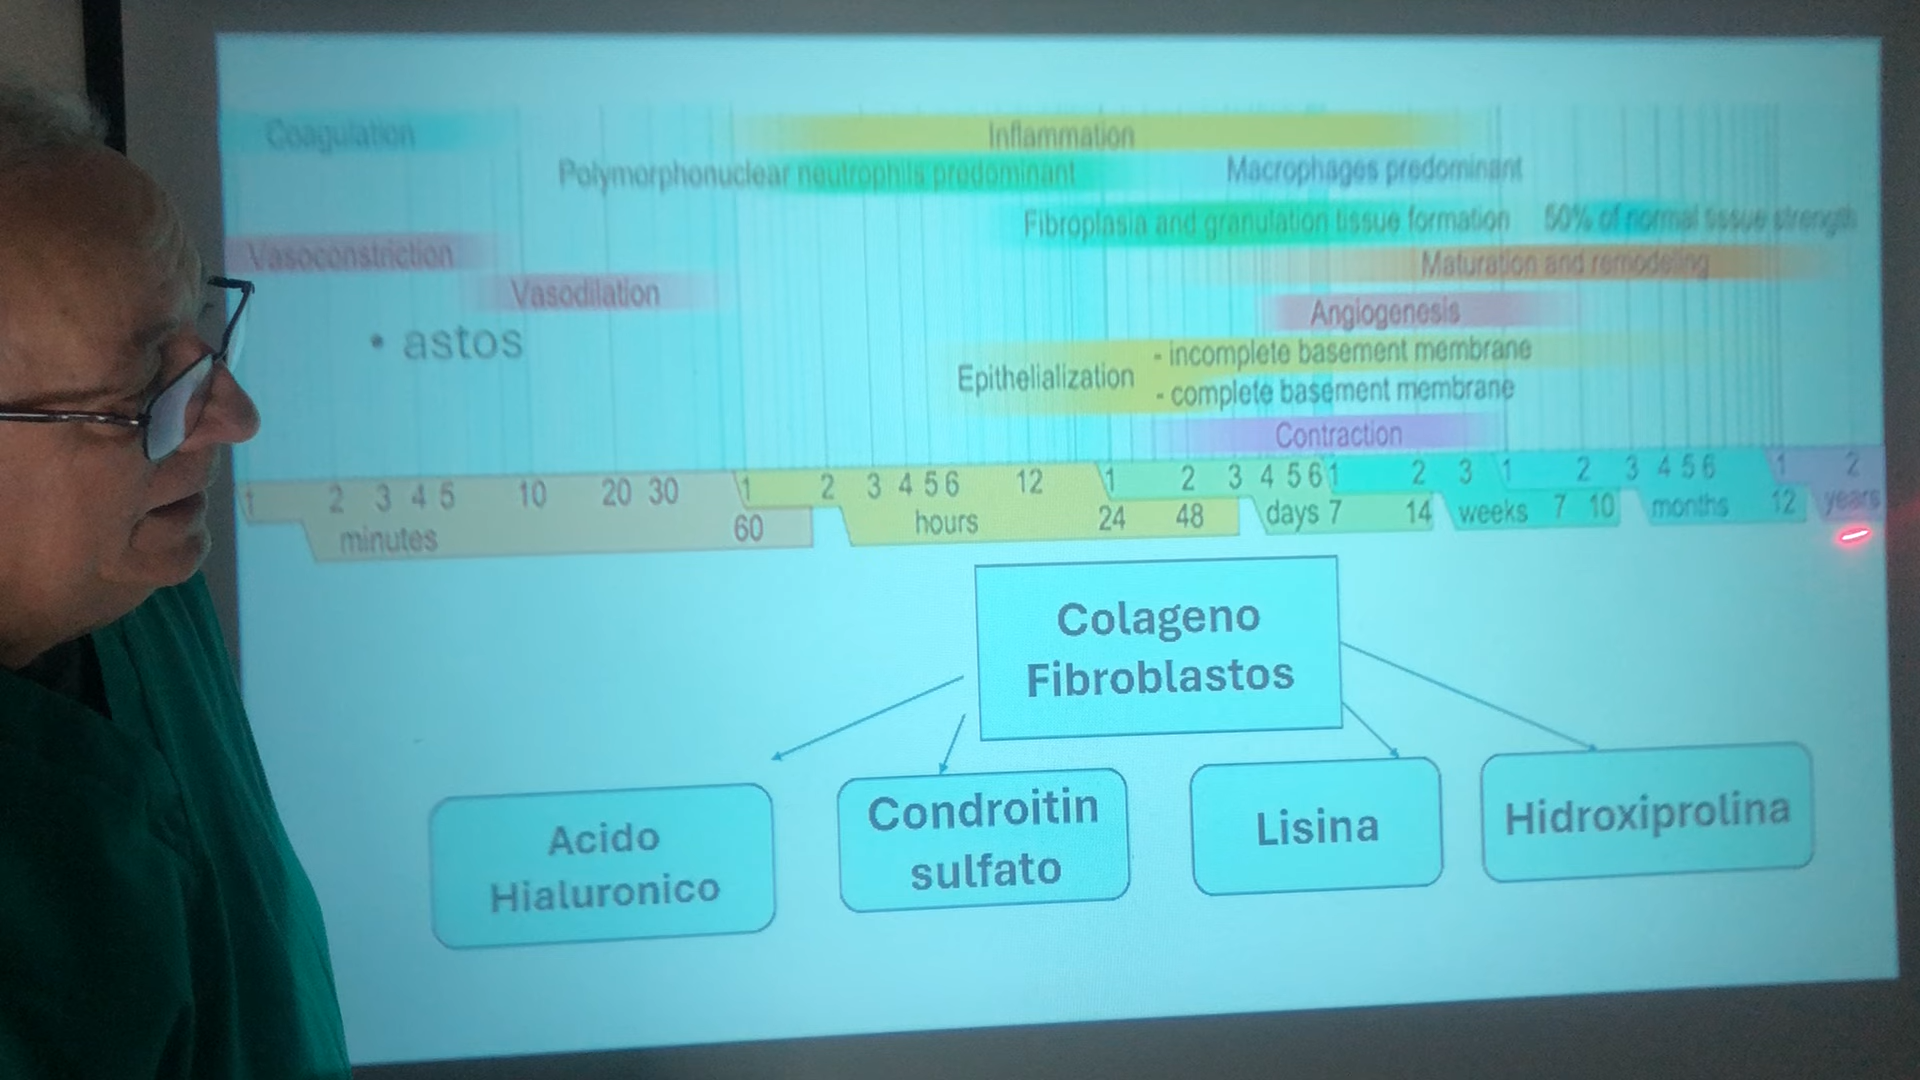 Coagulation
Inflammation
Polymorphonuclear neutrophils predominant
Macrophages predominant
Fibroplasia and granulation tissue formation
50% of normal tissue strength
Vasoconstriction
Maturation and remodeling
Vasodilation
Angiogenesis
• astos
Epithelialization
- incomplete basement membrane
- complete basement membrane
Contraction
1 2 3 4 5 10 20 30 1 2 3 4 5 6 12 1 2 3 4 5 6 1 2 3 1 2 3 4 5 6 1 2
minutes 60 hours 24 48 days 7 14 weeks 7 10 months 12 years
Colageno
Fibroblastos
Acido
Hialuronico
Condroitin
sulfato
Lisina
Hidroxiprolina